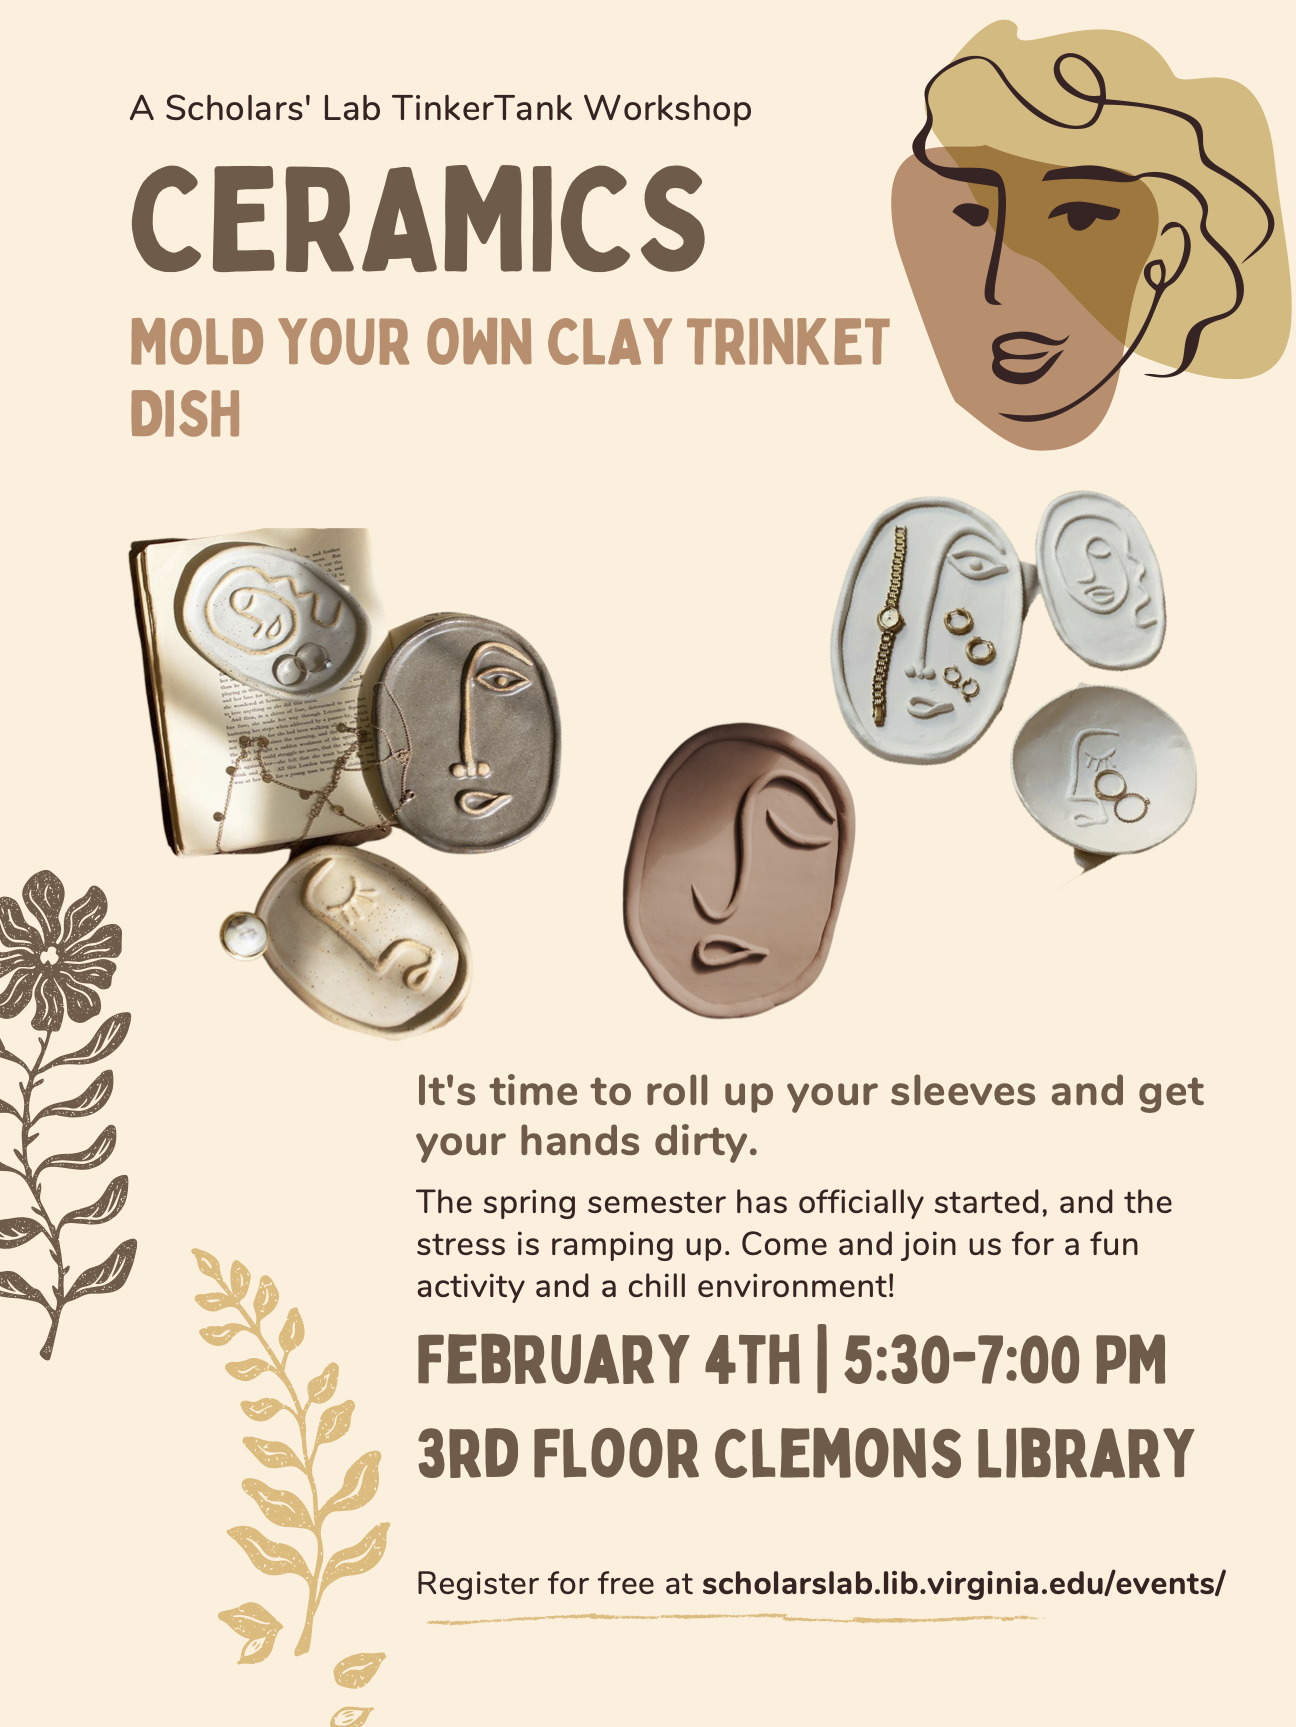 A Scholars' Lab TinkerTank Workshop
CERAMICS
MOLD YOUR OWN CLAY TRINKET
DISH
It's time to roll up your sleeves and get
your hands dirty.
The spring semester has officially started, and the
stress is ramping up. Come and join us for a fun
activity and a chill environment!
FEBRUARY 4TH | 5:30-7:00 PM
3RD FLOOR CLEMONS LIBRARY
Register for free at scholarslab.lib.virginia.edu/events/